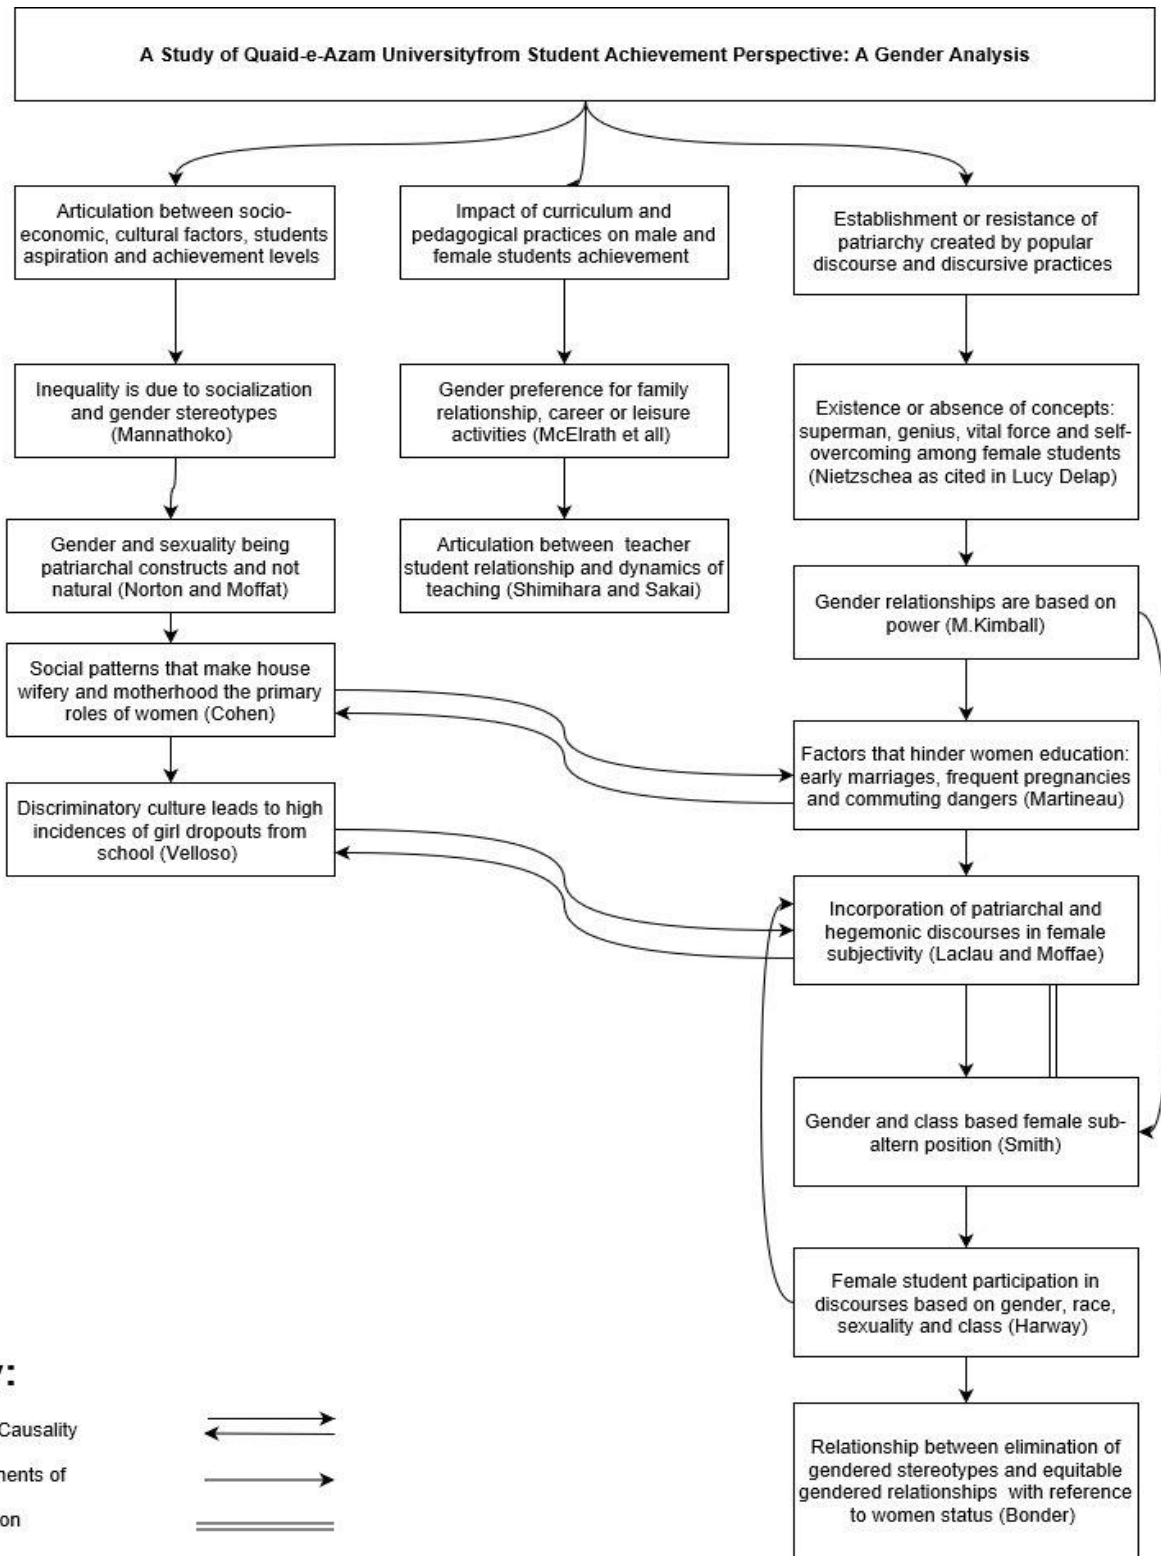 A Study of Quaid-e-Azam Universityfrom Student Achievement Perspective: A Gender Analysis
Articulation between socio-
economic, cultural factors, students
aspiration and achievement levels
Impact of curriculum and
pedagogical practices on male and
female students achievement
Establishment or resistance of
patriarchy created by popular
discourse and discursive practices
Inequality is due to socialization
and gender stereotypes
(Mannathoko)
Gender preference for family
relationship, career or leisure
activities (McElrath et all)
Existence or absence of concepts:
superman, genius, vital force and self-
overcoming among female students
(Nietzschea as cited in Lucy Delap)
Gender and sexuality being
patriarchal constructs and not
natural (Norton and Moffat)
Articulation between teacher
student relationship and dynamics of
teaching (Shimihara and Sakai)
Gender relationships are based on
power (M.Kimball)
Social patterns that make house
wifery and motherhood the primary
roles of women (Cohen)
Factors that hinder women education:
early marriages, frequent pregnancies
and commuting dangers (Martineau)
Discriminatory culture leads to high
incidences of girl dropouts from
school (Velloso)
Incorporation of patriarchal and
hegemonic discourses in female
subjectivity (Laclau and Moffae)
Gender and class based female sub-
altern position (Smith)
Female student participation in
discourses based on gender, race,
sexuality and class (Harway)
Relationship between elimination of
gendered stereotypes and equitable
gendered relationships with reference
to women status (Bonder)
Causality
of